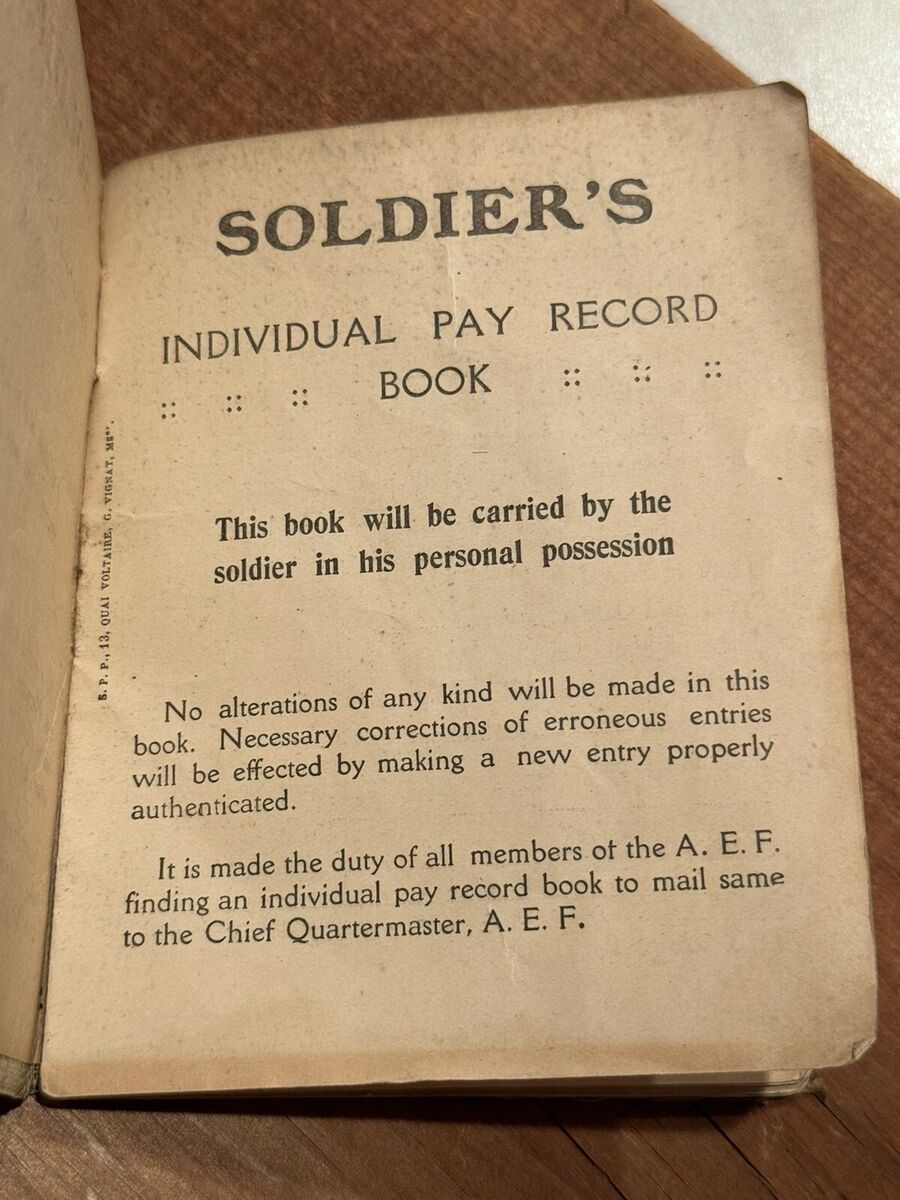 SOLDIER'S
INDIVIDUAL PAY RECORD
BOOK
This book will be carried by the
soldier in his personal possession
No alterations of any kind will be made in this
book. Necessary corrections of erroneous entries
will be effected by making a new entry properly
authenticated.
It is made the duty of all members ot the A. E. F.
finding an individual pay record book to mail same
to the Chief Quartermaster, A. E. F.
S. P. P., 13, QUAI VOLTAIRE, G. VIGNAT, Mgr.